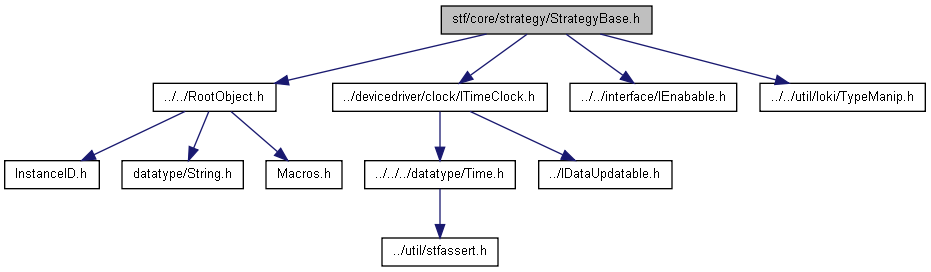 stf/core/strategy/StrategyBase.h
../../RootObject.h
../devicedriver/clock/ITimeClock.h
../../interface/IEnabable.h
../../util/loki/TypeManip.h
InstanceID.h
datatype/String.h
Macros.h
../../../datatype/Time.h
../IDataUpdatable.h
../util/stfassert.h